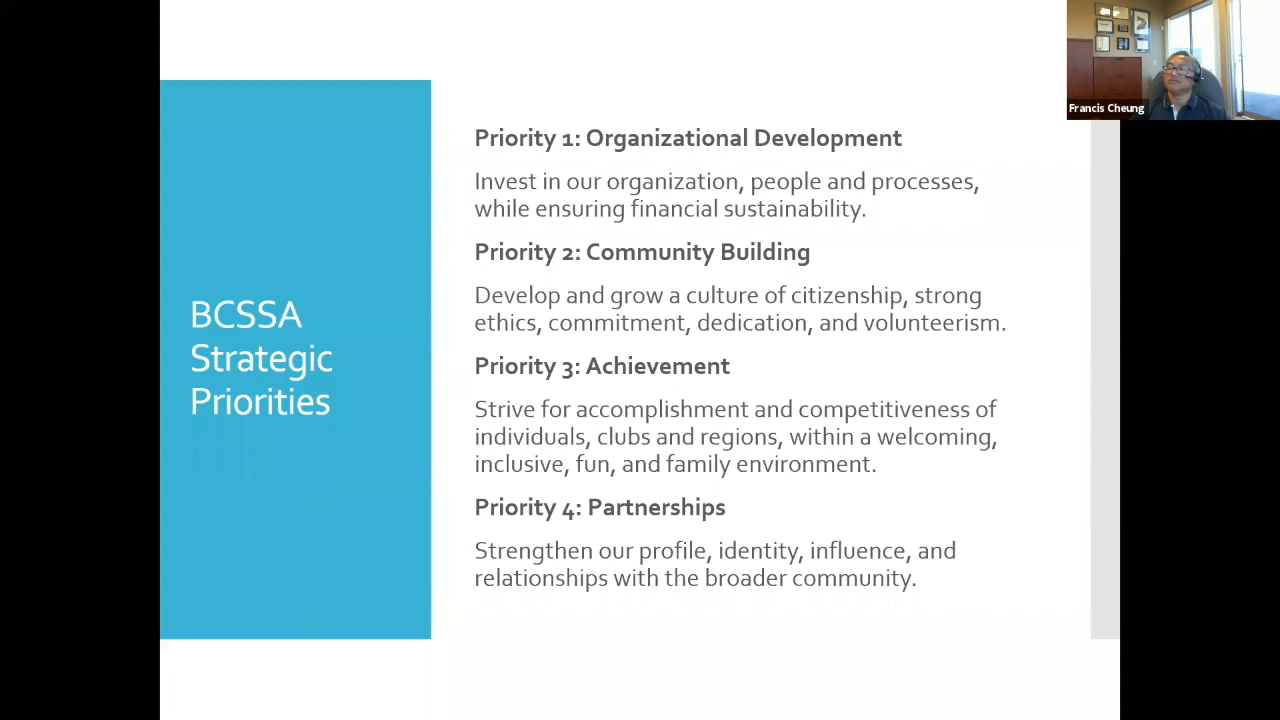 Francis Cheung
BCSSA
Strategic
Priorities
Priority 1: Organizational Development
Invest in our organization, people and processes,
while ensuring financial sustainability.
Priority 2: Community Building
Develop and grow a culture of citizenship, strong
ethics, commitment, dedication, and volunteerism.
Priority 3: Achievement
Strive for accomplishment and competitiveness of
individuals, clubs and regions, within a welcoming,
inclusive, fun, and family environment.
Priority 4: Partnerships
Strengthen our profile, identity, influence, and
relationships with the broader community.